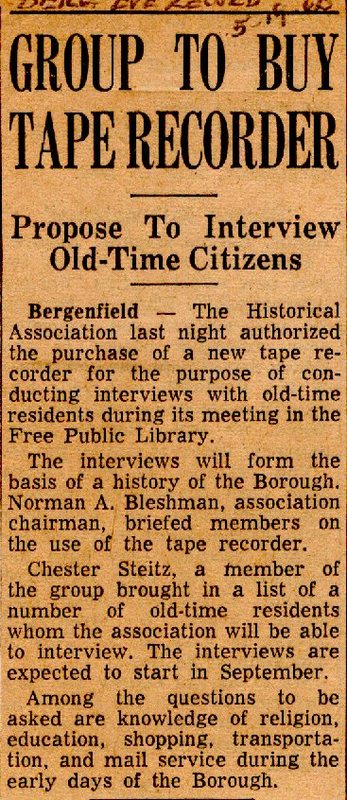 5-19
GROUP TO BUY
TAPE RECORDER
Propose To Interview
Old-Time Citizens
Bergenfield — The Historical
Association last night authorized
the purchase of a new tape re-
corder for the purpose of con-
ducting interviews with old-time
residents during its meeting in the
Free Public Library.
The interviews will form the
basis of a history of the Borough.
Norman A. Bleshman, association
chairman, briefed members on
the use of the tape recorder.
Chester Steitz, a member of
the group brought in a list of a
number of old-time residents
whom the association will be able
to interview. The interviews are
expected to start in September.
Among the questions to be
asked are knowledge of religion,
education, shopping, transporta-
tion, and mail service during the
early days of the Borough.